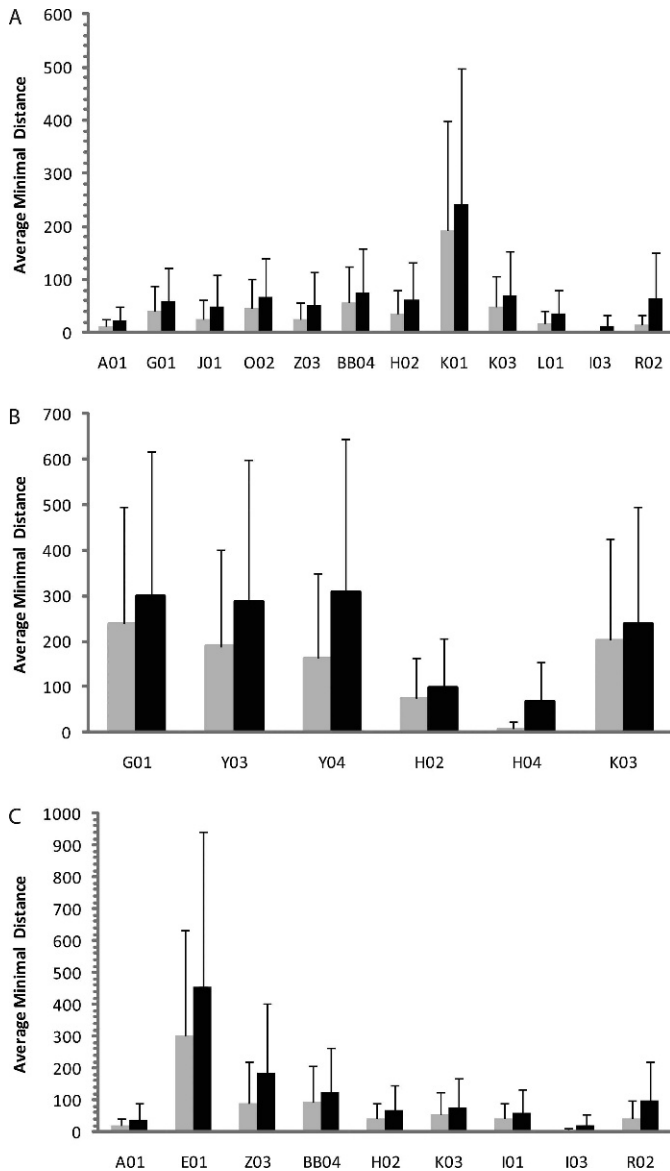 A
Average Minimal Distance
600
500
400
300
200
100
0
A01 G01 J01 O02 Z03 BB04 H02 K01 K03 L01 I03 R02
B
Average Minimal Distance
700
600
500
400
300
200
100
0
G01 Y03 Y04 H02 H04 K03
C
Average Minimal Distance
1000
900
800
700
600
500
400
300
200
100
0
A01 E01 Z03 BB04 H02 K03 I01 I03 R02